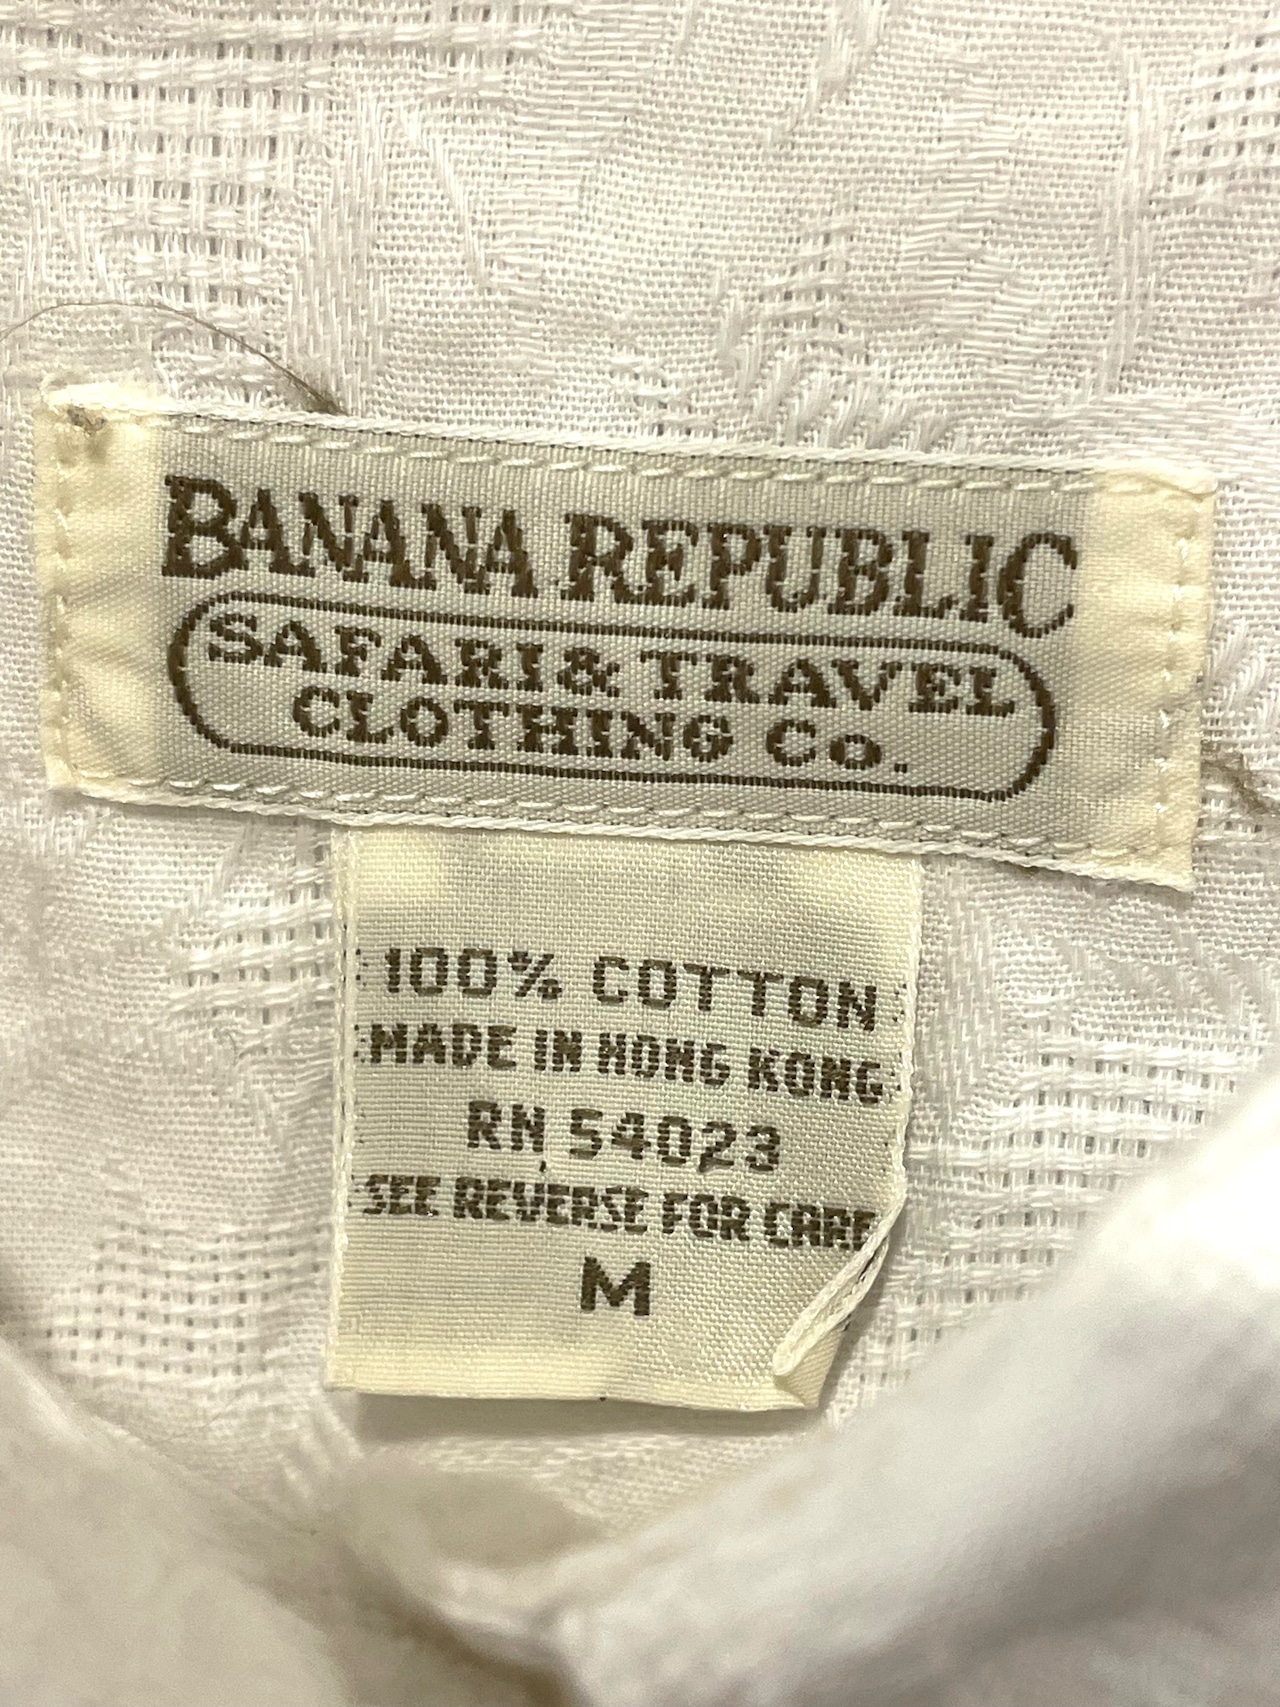 BANANA REPUBLIC
SAFARI & TRAVEL
CLOTHING Co.
100% COTTON
MADE IN HONG KONG
RN 54023
SEE REVERSE FOR CARE
M